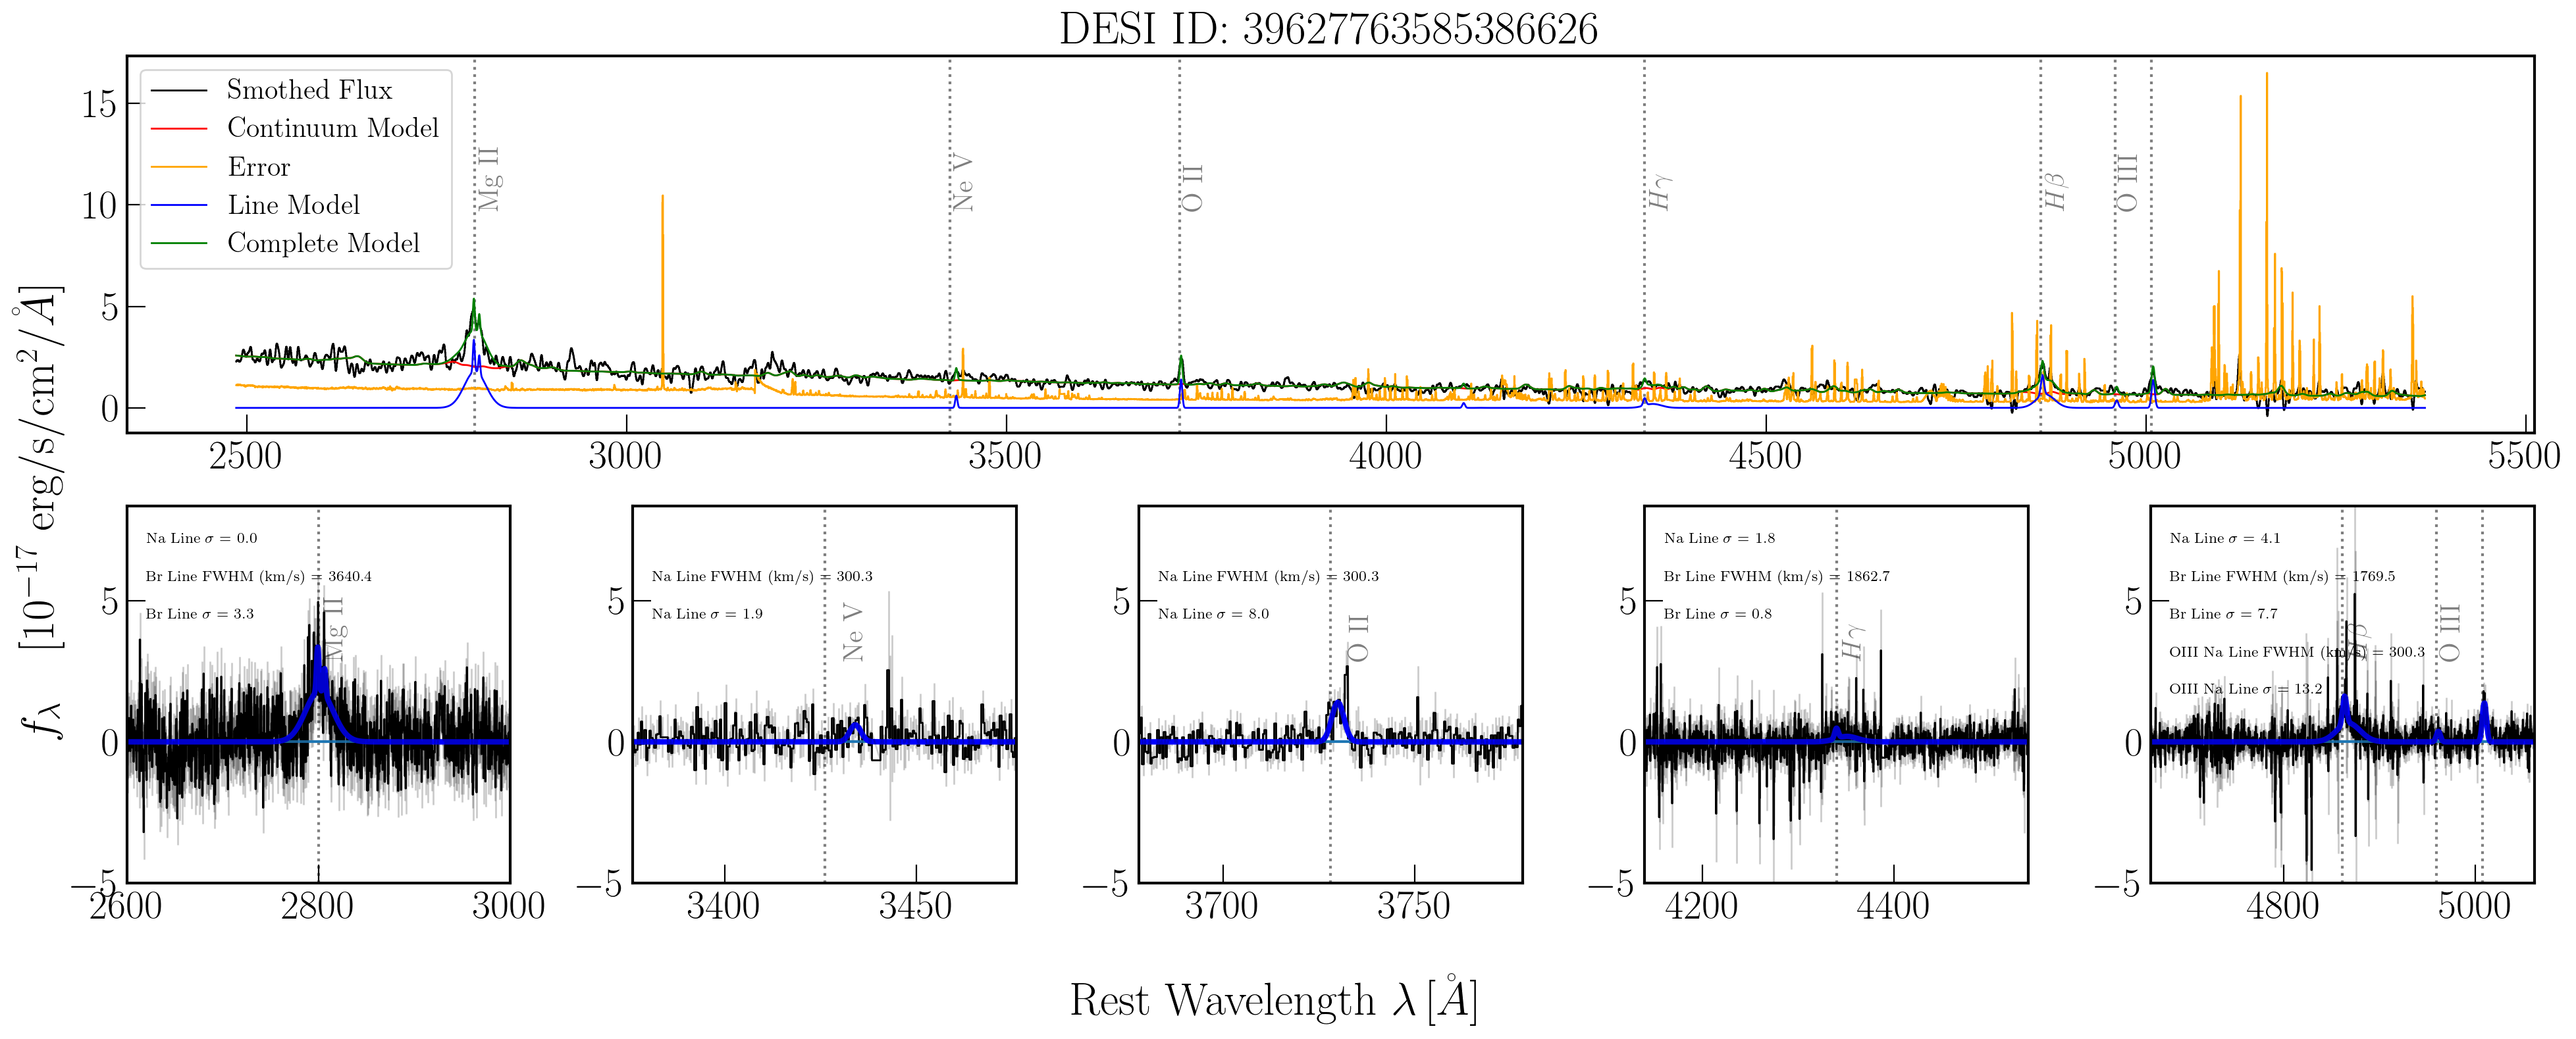 DESI ID: 39627763585386626
Smothed Flux
Continuum Model
Error
Line Model
Complete Model
Mg II
Ne V
O II
Hγ
Hβ
O III
15
10
5
0
2500 3000 3500 4000 4500 5000 5500
f_λ [10^{-17} erg/s/cm^2/Å]
Na Line σ = 0.0
Br Line FWHM (km/s) = 3640.4
Br Line σ = 3.3
Mg II
5
0
−5
2600 2800 3000
Na Line FWHM (km/s) = 300.3
Na Line σ = 1.9
Ne V
5
0
−5
3400 3450
Na Line FWHM (km/s) = 300.3
Na Line σ = 8.0
O II
5
0
−5
3700 3750
Na Line σ = 1.8
Br Line FWHM (km/s) = 1862.7
Br Line σ = 0.8
Hγ
5
0
−5
4200 4400
Na Line σ = 4.1
Br Line FWHM (km/s) = 1769.5
Br Line σ = 7.7
OIII Na Line FWHM (km/s) = 300.3
OIII Na Line σ = 13.2
Hβ
O III
5
0
−5
4800 5000
Rest Wavelength λ [Å]